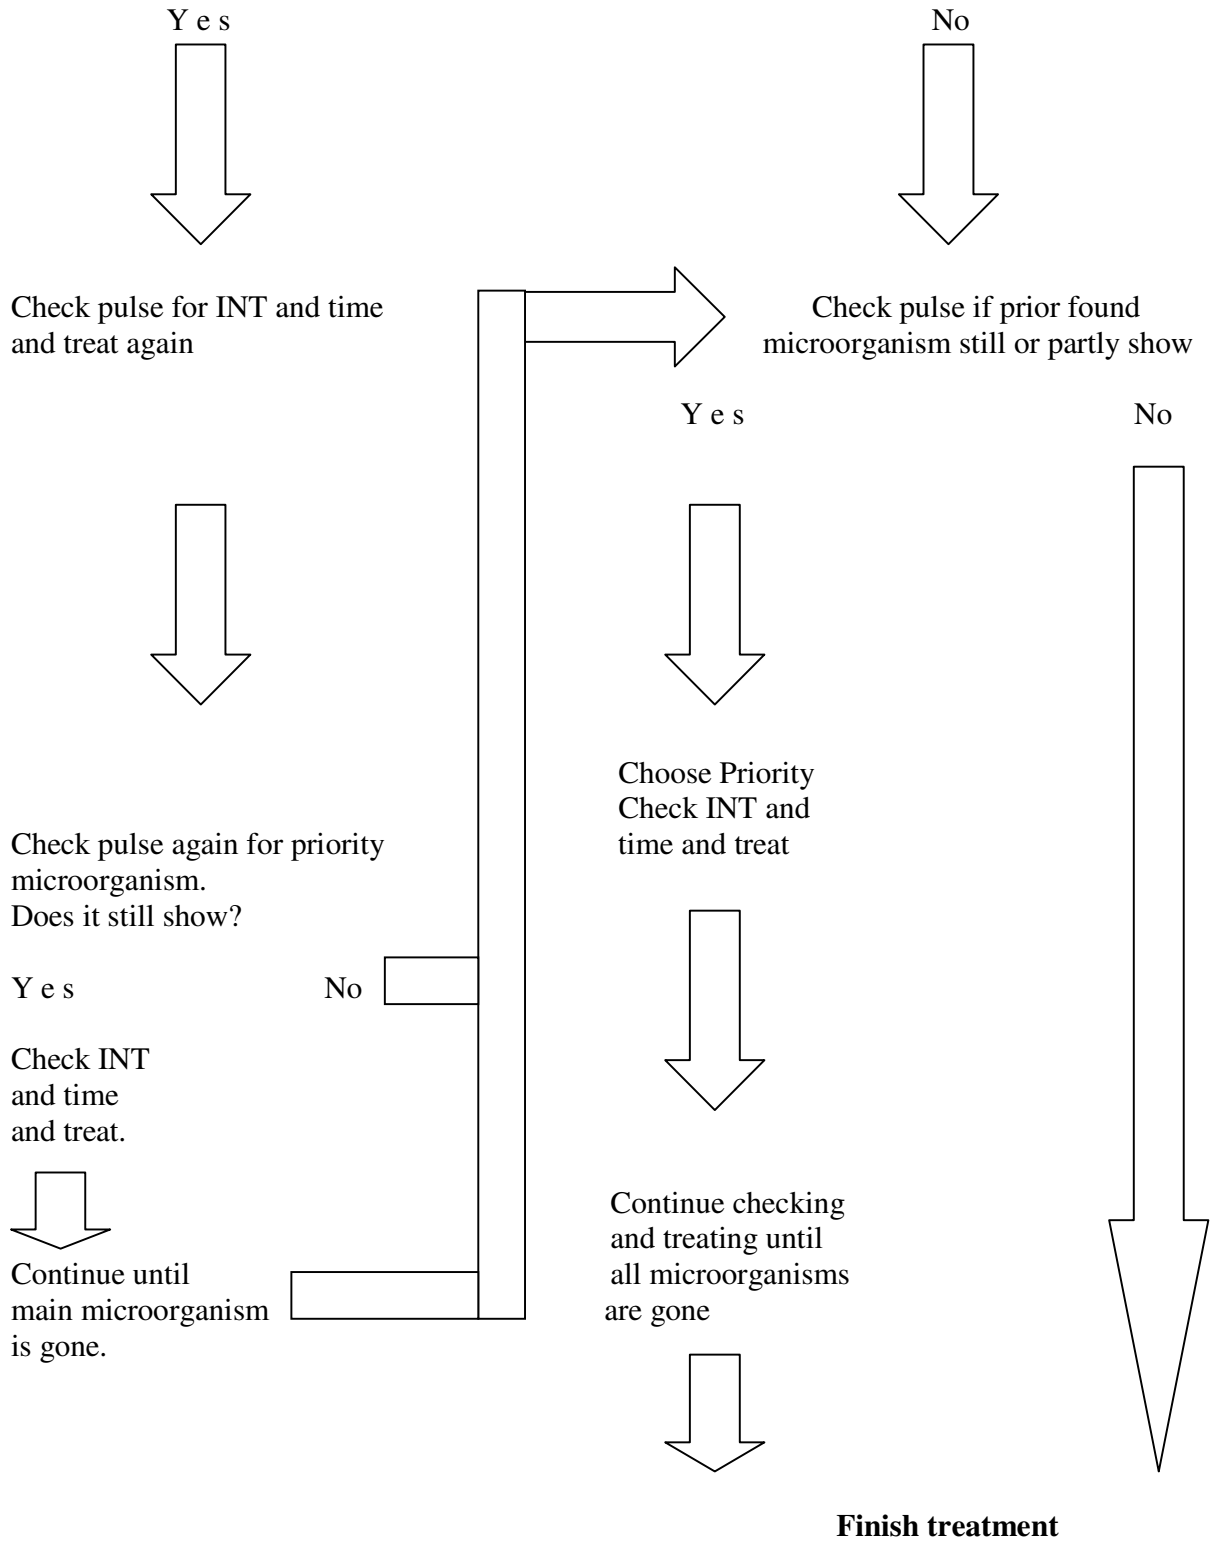 Y e s
No
Check pulse for INT and time
and treat again
Check pulse if prior found
microorganism still or partly show
Y e s
No
Choose Priority
Check INT and
time and treat
Check pulse again for priority
microorganism.
Does it still show?
Y e s
No
Check INT
and time
and treat.
Continue checking
and treating until
all microorganisms
are gone
Continue until
main microorganism
is gone.
Finish treatment